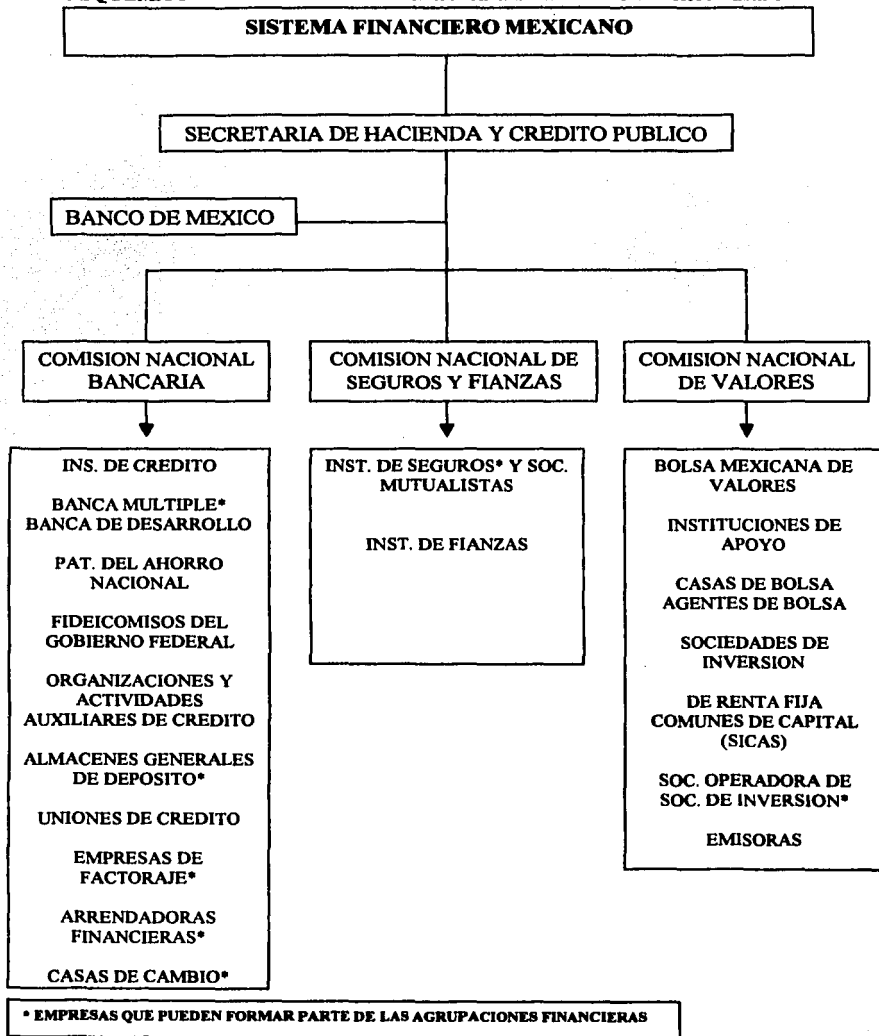 SISTEMA FINANCIERO MEXICANO
SECRETARIA DE HACIENDA Y CREDITO PUBLICO
BANCO DE MEXICO
COMISION NACIONAL
BANCARIA
COMISION NACIONAL DE
SEGUROS Y FIANZAS
COMISION NACIONAL
DE VALORES
INS. DE CREDITO
BANCA MULTIPLE*
BANCA DE DESARROLLO
PAT. DEL AHORRO
NACIONAL
FIDEICOMISOS DEL
GOBIERNO FEDERAL
ORGANIZACIONES Y
ACTIVIDADES
AUXILIARES DE CREDITO
ALMACENES GENERALES
DE DEPOSITO*
UNIONES DE CREDITO
EMPRESAS DE
FACTORAJE*
ARRENDADORAS
FINANCIERAS*
CASAS DE CAMBIO*
INST. DE SEGUROS* Y SOC.
MUTUALISTAS
INST. DE FIANZAS
BOLSA MEXICANA DE
VALORES
INSTITUCIONES DE
APOYO
CASAS DE BOLSA
AGENTES DE BOLSA
SOCIEDADES DE
INVERSION
DE RENTA FIJA
COMUNES DE CAPITAL
(SICAS)
SOC. OPERADORA DE
SOC. DE INVERSION*
EMISORAS
* EMPRESAS QUE PUEDEN FORMAR PARTE DE LAS AGRUPACIONES FINANCIERAS